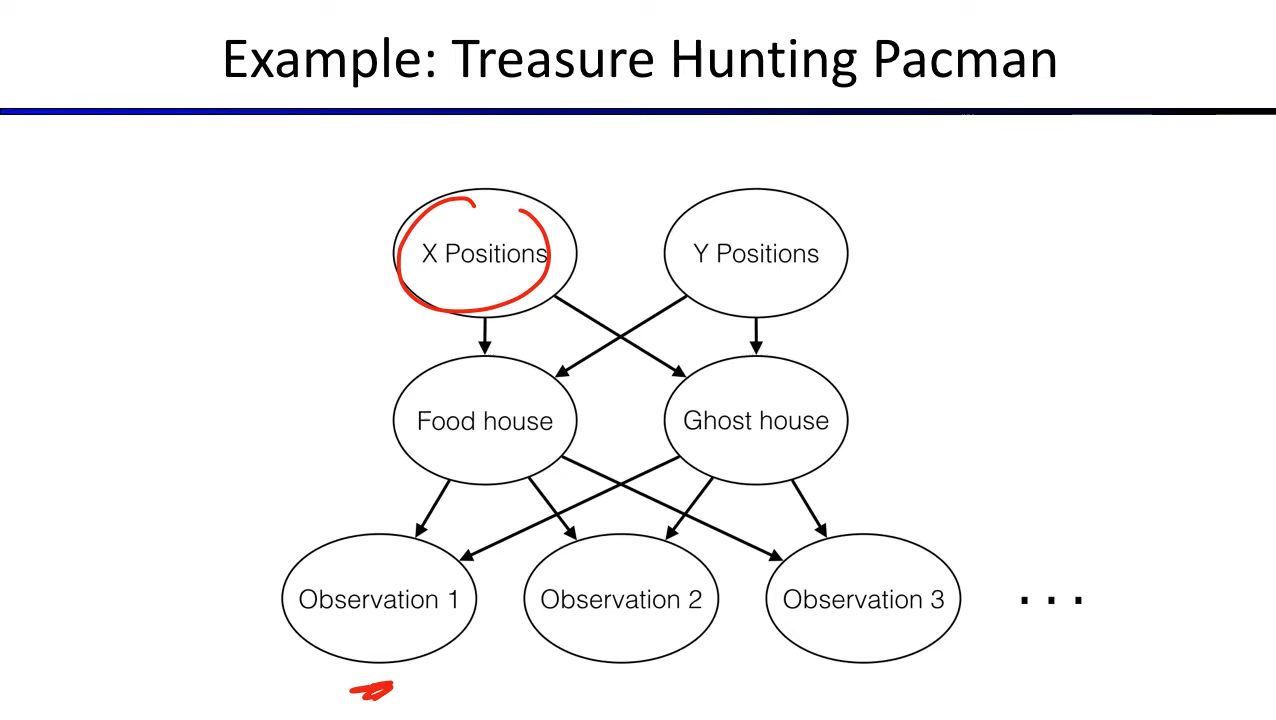 Example: Treasure Hunting Pacman
X Positions
Y Positions
Food house
Ghost house
Observation 1
Observation 2
Observation 3
...